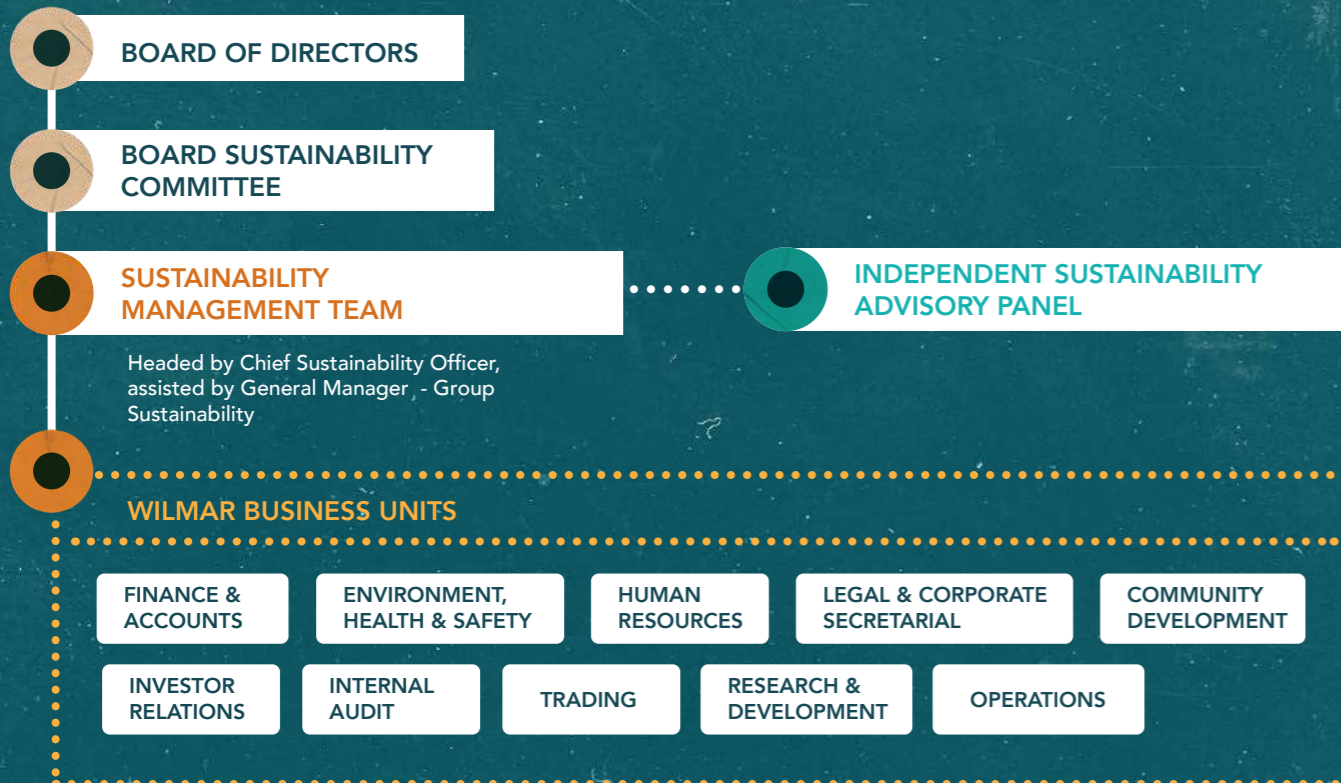 BOARD OF DIRECTORS
BOARD SUSTAINABILITY
COMMITTEE
SUSTAINABILITY
MANAGEMENT TEAM
INDEPENDENT SUSTAINABILITY
ADVISORY PANEL
Headed by Chief Sustainability Officer,
assisted by General Manager - Group
Sustainability
WILMAR BUSINESS UNITS
FINANCE &
ACCOUNTS
ENVIRONMENT,
HEALTH & SAFETY
HUMAN
RESOURCES
LEGAL & CORPORATE
SECRETARIAL
COMMUNITY
DEVELOPMENT
INVESTOR
RELATIONS
INTERNAL
AUDIT
TRADING
RESEARCH &
DEVELOPMENT
OPERATIONS